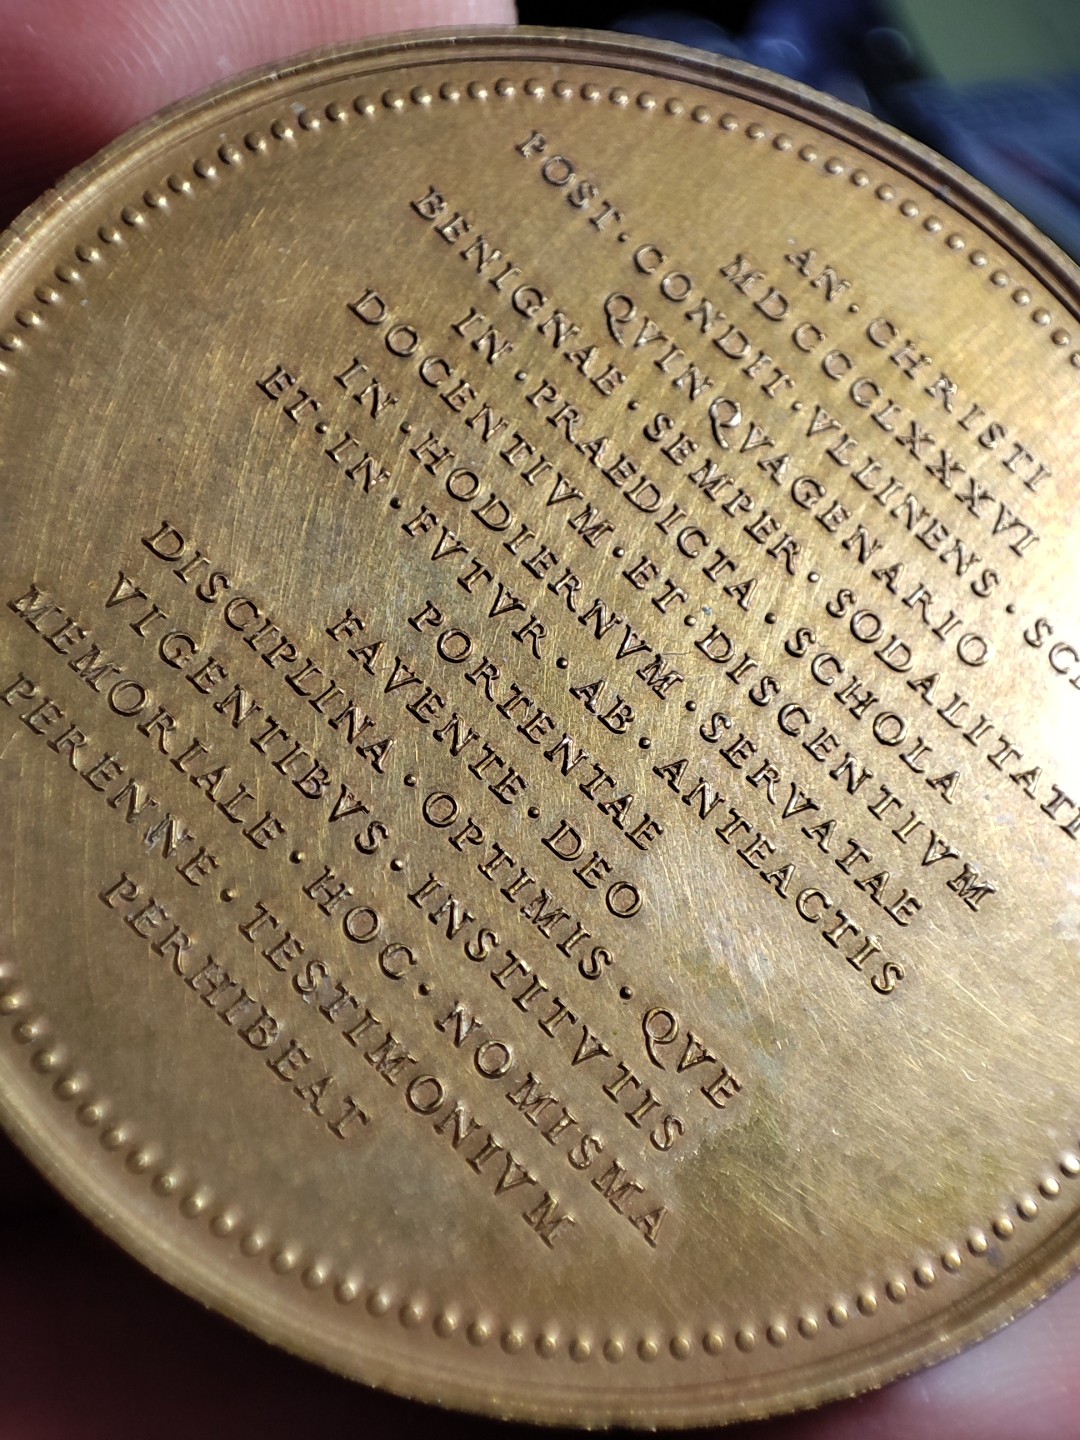 AN·CHRISTI
MDCCCLXXXVI
POST·CONDIT·VLLINENS·
QVINQVAGENARIO
BENIGNAE·SEMPER·SODALITATI
IN·PRAEDICTA·SCHOLA
DOCENTIVM·ET·DISCENTIVM
IN·HODIERNVM·SERVATAE
ET·IN·FVTVR·AB·ANTEACTIS
PORTENTAE
FAVENTE·DEO
DISCIPLINA·OPTIMIS·QVE
VIGENTIBVS·INSTITVTIS
MEMORIALE·HOC·NOMISMA
PERENNE·TESTIMONIVM
PERHIBEAT